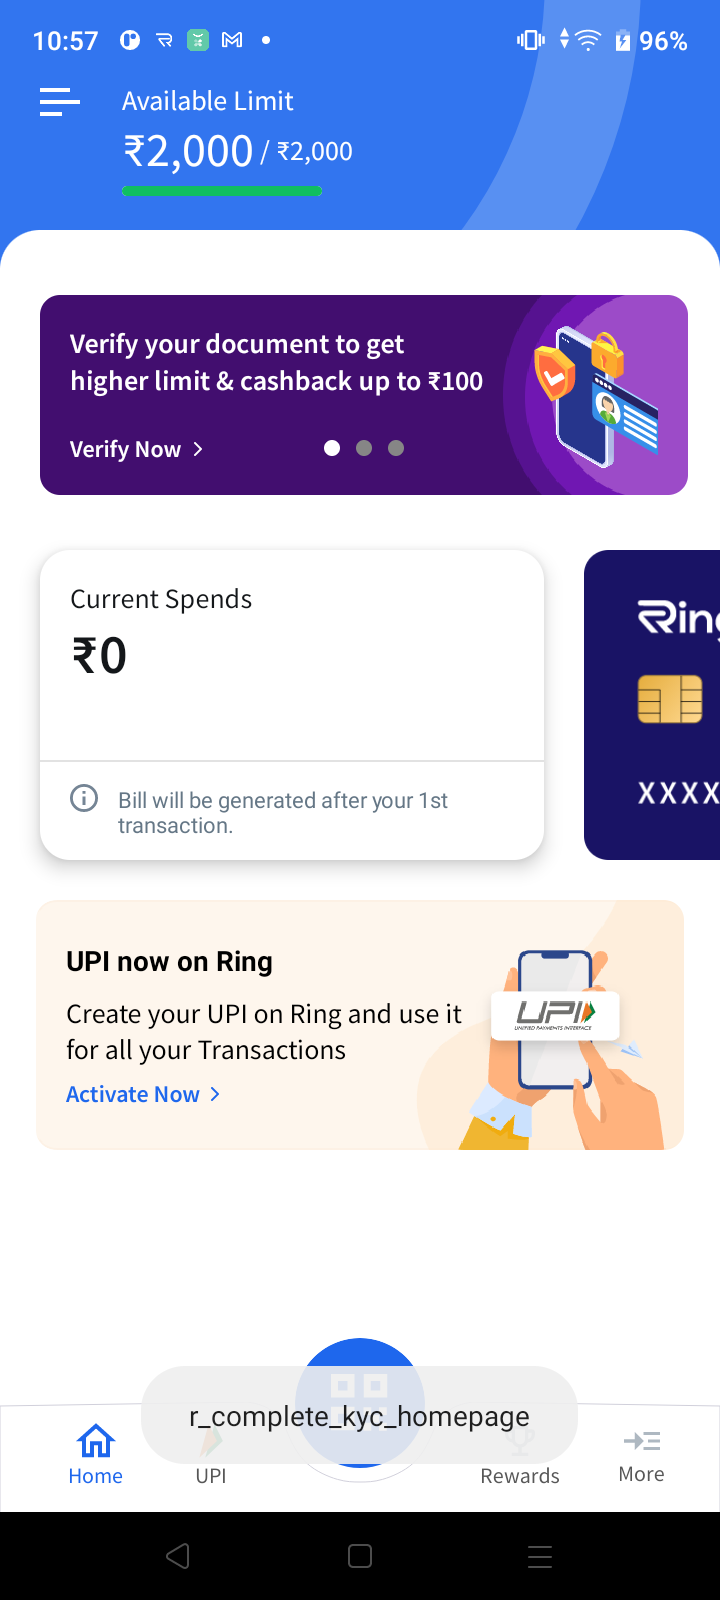 10:57
96%
Available Limit
₹2,000 / ₹2,000
Verify your document to get
higher limit & cashback up to ₹100
Verify Now
Current Spends
₹0
Bill will be generated after your 1st
transaction.
Ring
XXXX
UPI now on Ring
Create your UPI on Ring and use it
for all your Transactions
Activate Now
UPI
UNIFIED PAYMENTS INTERFACE
r_complete_kyc_homepage
Home
UPI
Rewards
More